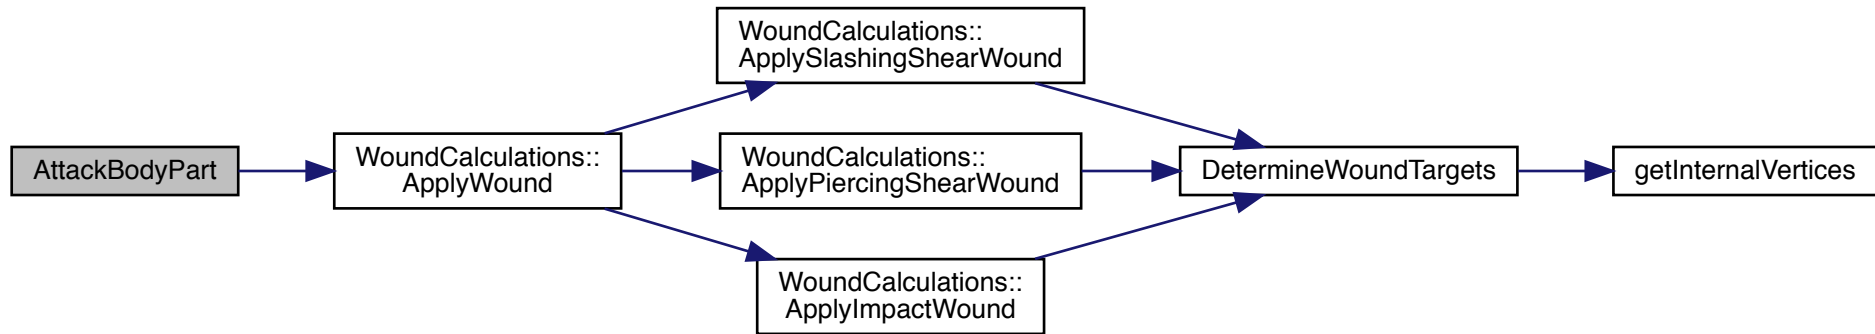 AttackBodyPart
WoundCalculations::
ApplyWound
WoundCalculations::
ApplySlashingShearWound
WoundCalculations::
ApplyPiercingShearWound
WoundCalculations::
ApplyImpactWound
DetermineWoundTargets
getInternalVertices